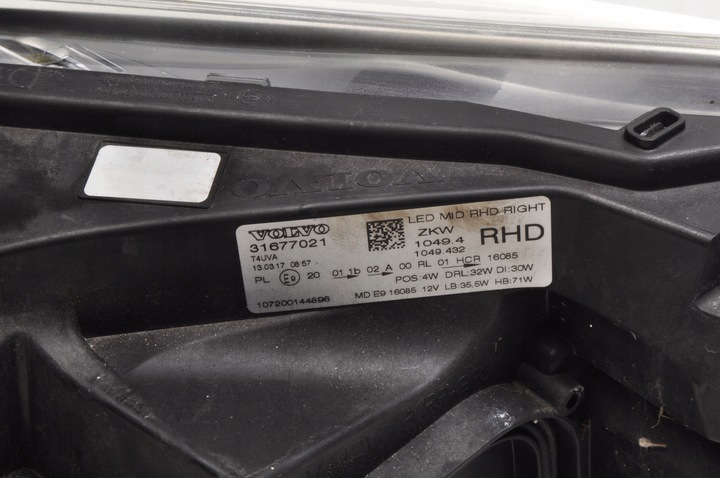 VOLVO
VOLVO LED MID RHD RIGHT
31677021 ZKW
T4UVA 1049.4 RHD
13.03.17 08:57 1049.432
PL E9 20 01 1b 02 A 00 RL 01 HCR 16085
POS:4W DRL:32W DI:30W
107200144896 MD E9 16085 12V LB:35,5W HB:71W